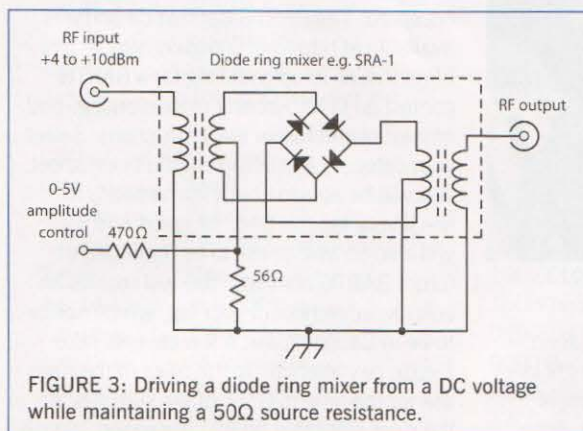 RF input
+4 to +10dBm
Diode ring mixer e.g. SRA-1
RF output
0-5V
amplitude
control
470Ω
56Ω
FIGURE 3: Driving a diode ring mixer from a DC voltage
while maintaining a 50Ω source resistance.